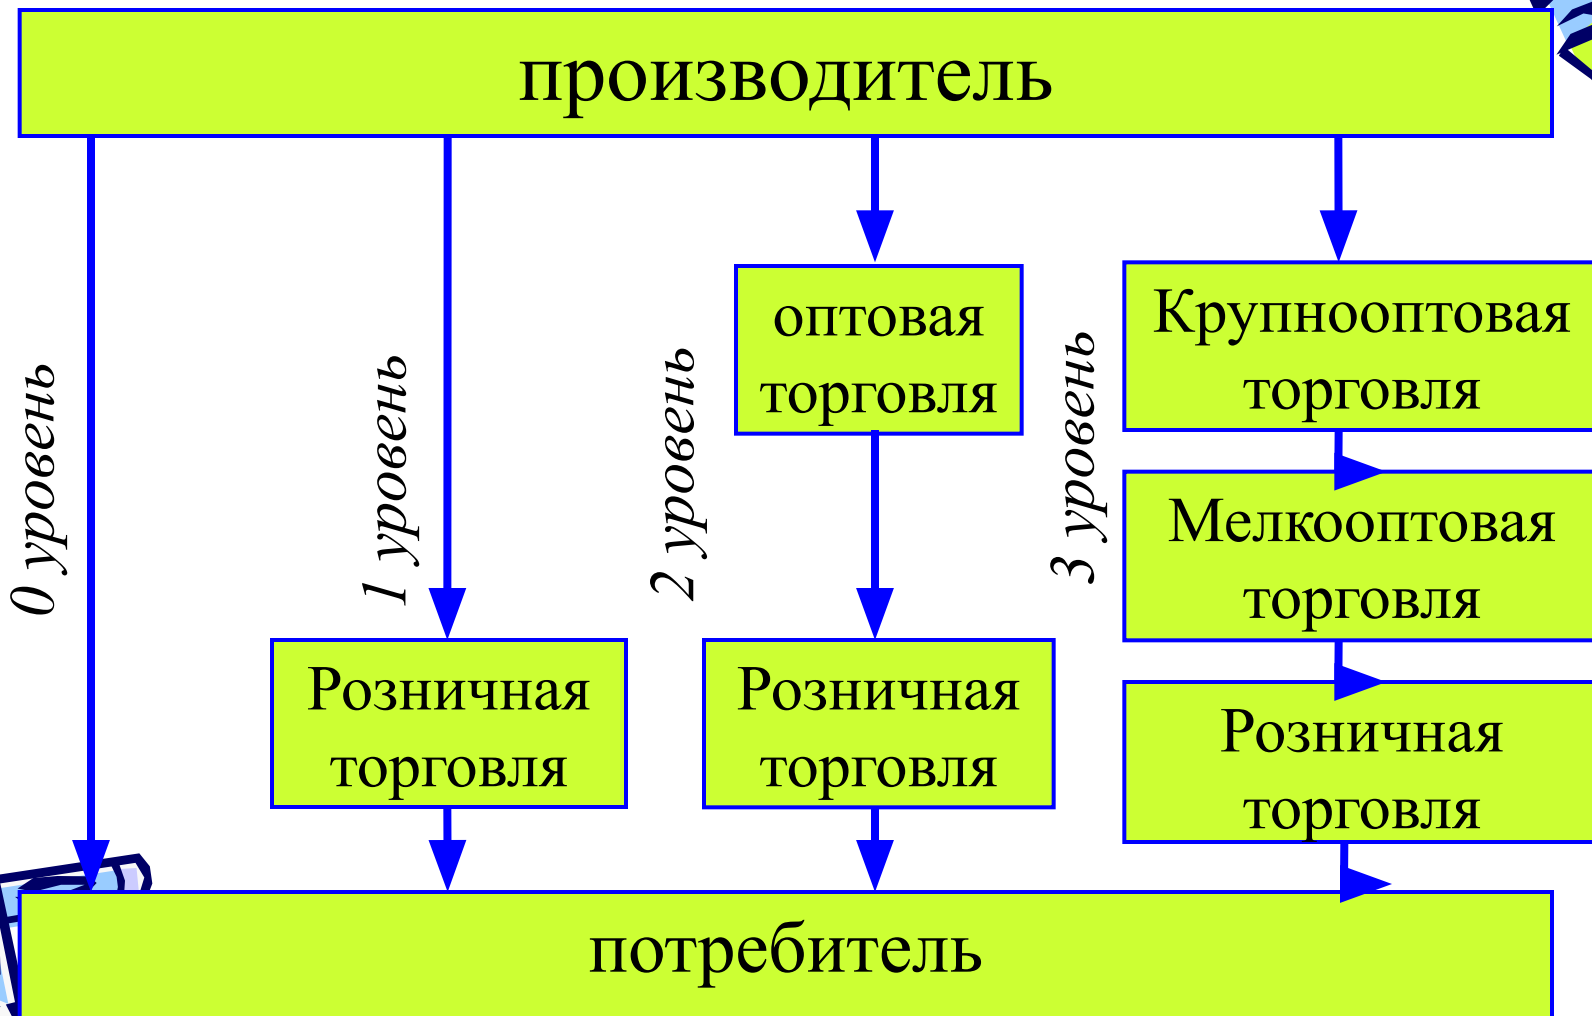 производитель
0 уровень
1 уровень
Розничная
торговля
2 уровень
оптовая
торговля
Розничная
торговля
3 уровень
Крупнооптовая
торговля
Мелкооптовая
торговля
Розничная
торговля
потребитель